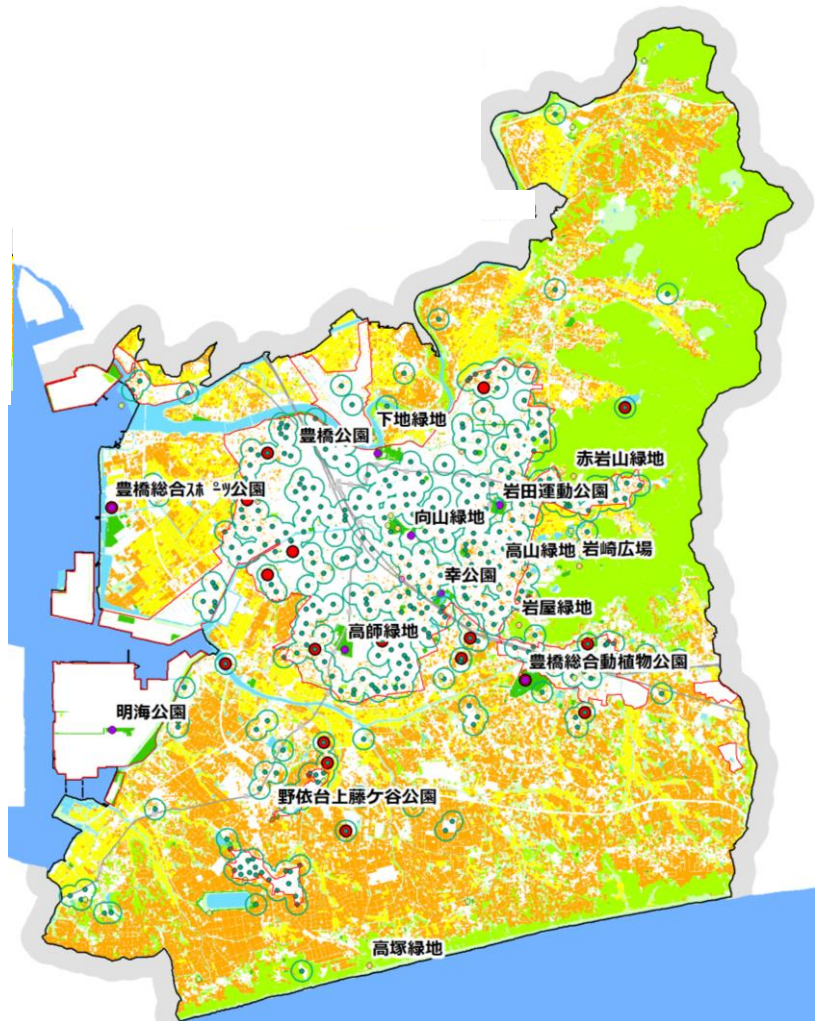 下地緑地
豊橋公園
赤岩山緑地
豊橋総合スポーツ公園
岩田運動公園
向山緑地
高山緑地 岩崎広場
幸公園
岩屋緑地
高師緑地
豊橋総合動植物公園
明海公園
野依台上藤ケ谷公園
高塚緑地